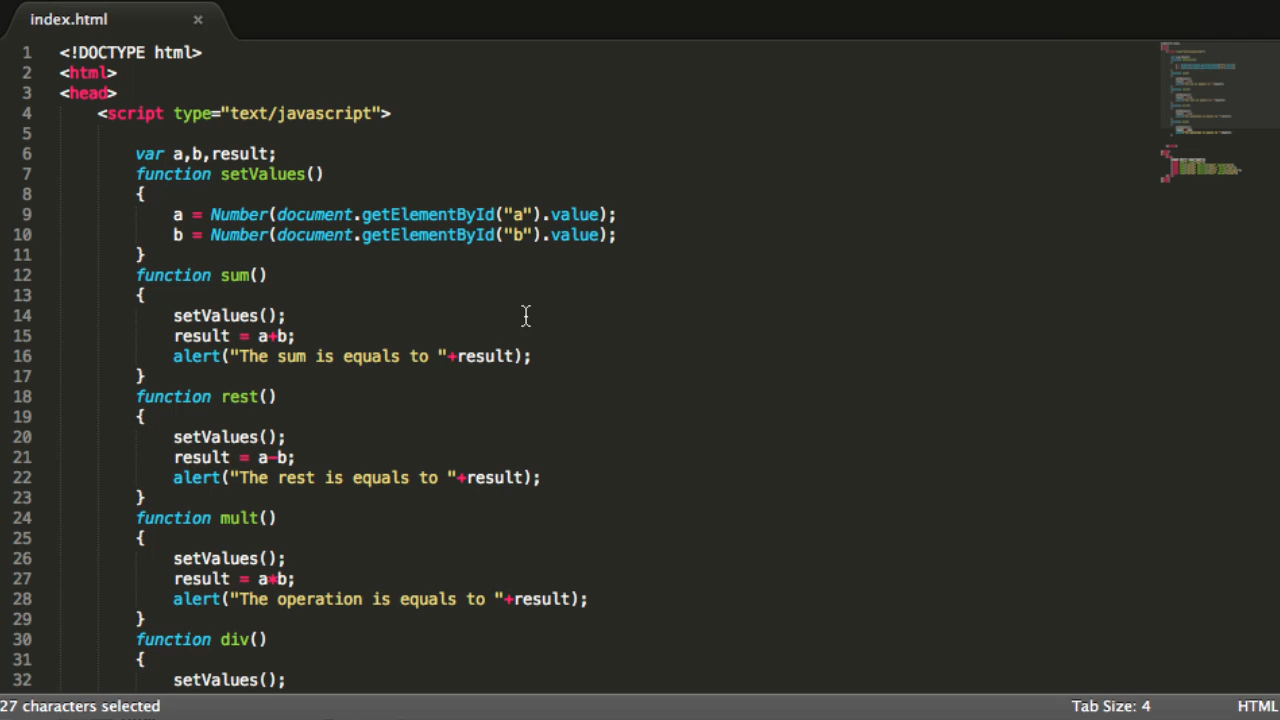 index.html ×
1 <!DOCTYPE html>
2 <html>
3 <head>
4 <script type="text/javascript">
5
6 var a,b,result;
7 function setValues()
8 {
9 a = Number(document.getElementById("a").value);
10 b = Number(document.getElementById("b").value);
11 }
12 function sum()
13 {
14 setValues();
15 result = a+b;
16 alert("The sum is equals to "+result);
17 }
18 function rest()
19 {
20 setValues();
21 result = a-b;
22 alert("The rest is equals to "+result);
23 }
24 function mult()
25 {
26 setValues();
27 result = a*b;
28 alert("The operation is equals to "+result);
29 }
30 function div()
31 {
32 setValues();
27 characters selected Tab Size: 4 HTML